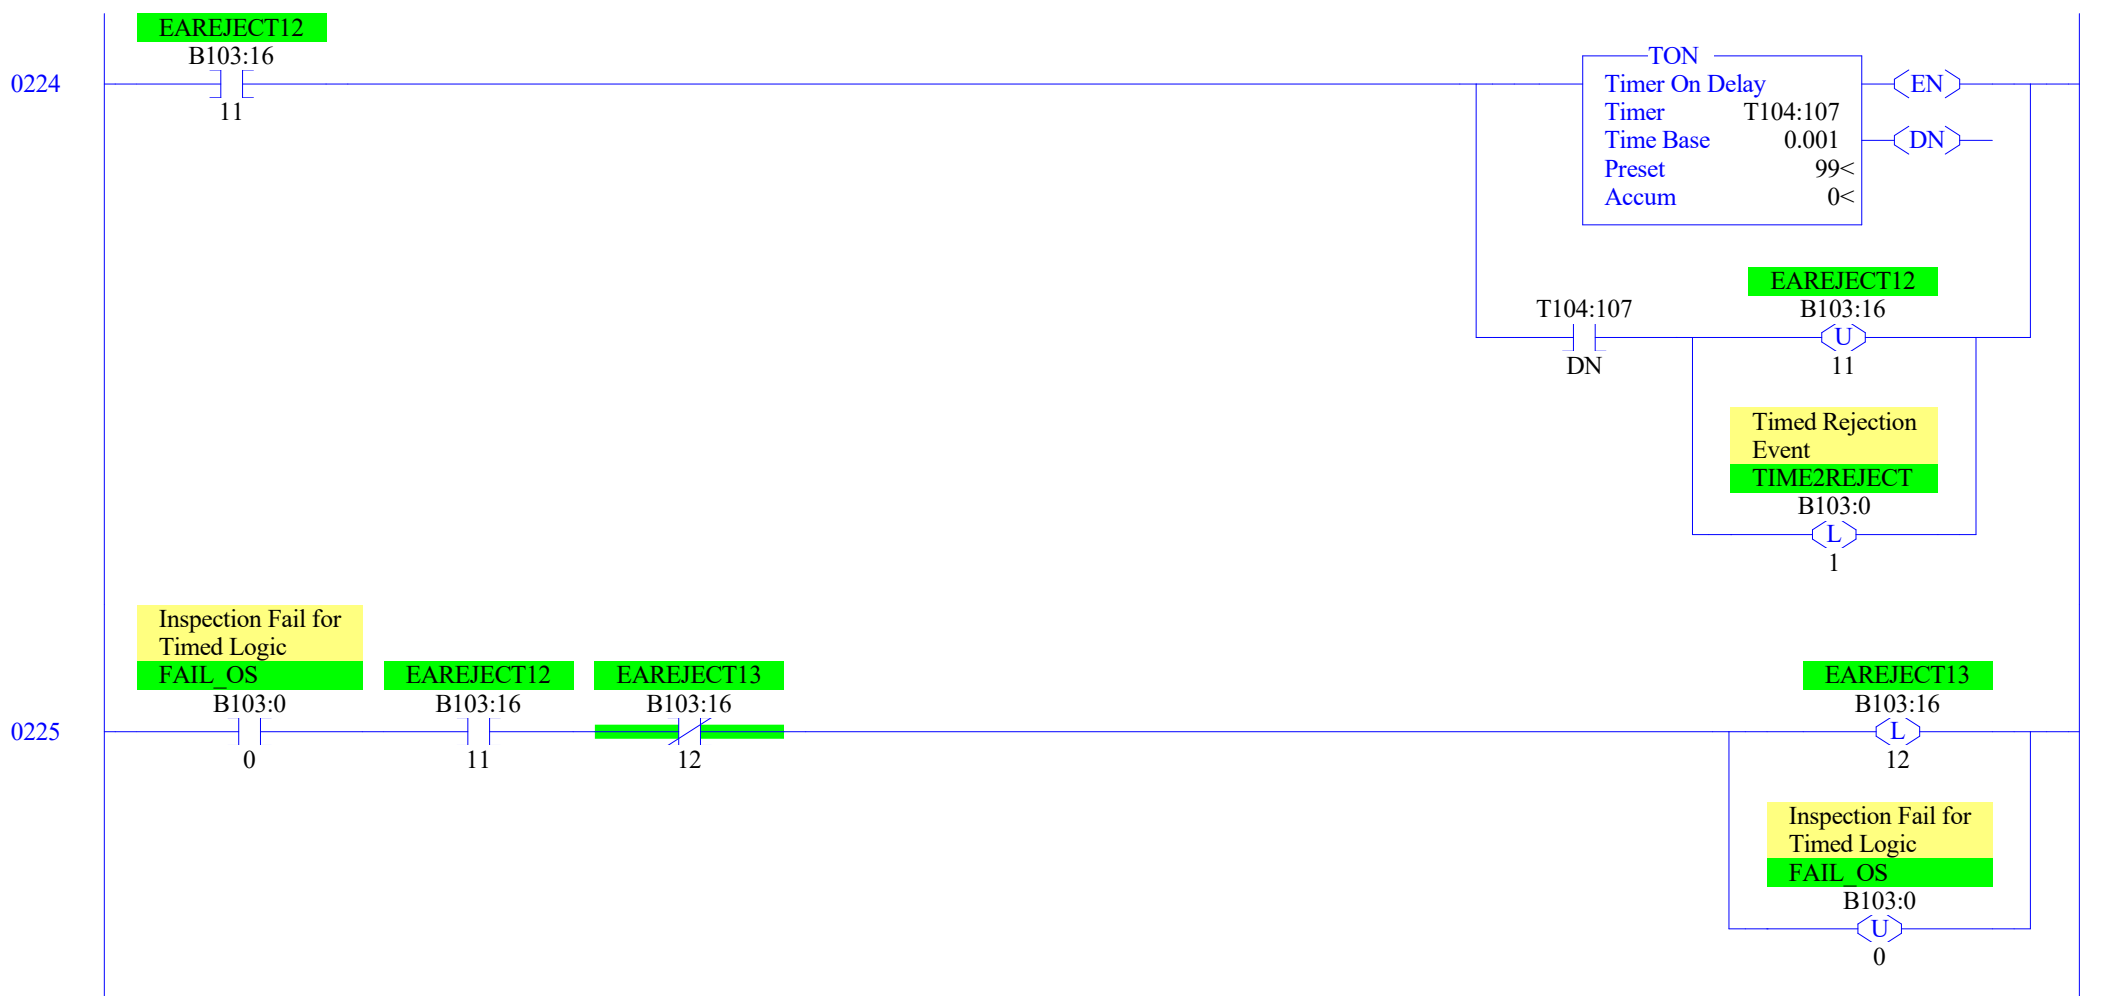 EAREJECT12
B103:16
0224
11
TON
Timer On Delay
Timer T104:107
Time Base 0.001
Preset 99<
Accum 0<
EN
DN
T104:107
DN
EAREJECT12
B103:16
U
11
Timed Rejection
Event
TIME2REJECT
B103:0
L
1
Inspection Fail for
Timed Logic
FAIL_OS
B103:0
0
EAREJECT12
B103:16
11
EAREJECT13
B103:16
12
0225
EAREJECT13
B103:16
L
12
Inspection Fail for
Timed Logic
FAIL_OS
B103:0
U
0